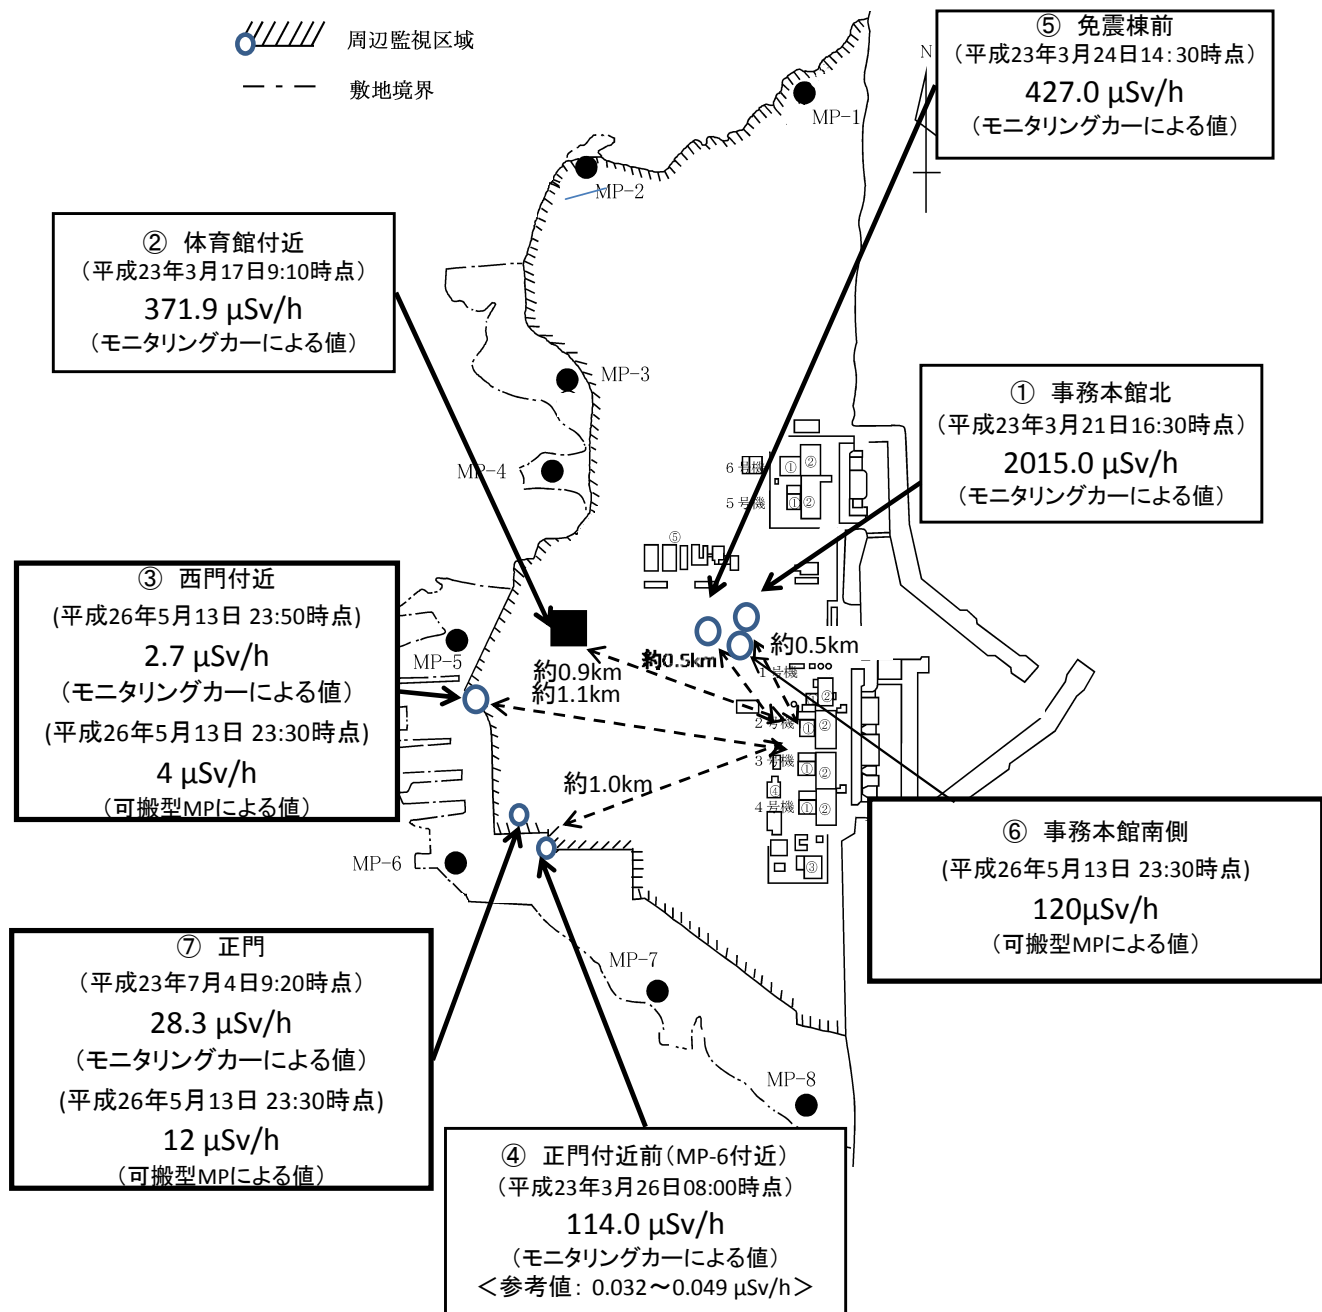 周辺監視区域
敷地境界
⑤ 免震棟前
(平成23年3月24日14:30時点)
427.0 μSv/h
(モニタリングカーによる値)
N
MP-1
MP-2
② 体育館付近
(平成23年3月17日9:10時点)
371.9 μSv/h
(モニタリングカーによる値)
MP-3
MP-4
① 事務本館北
(平成23年3月21日16:30時点)
2015.0 μSv/h
(モニタリングカーによる値)
6号機
①
②
5号機
①
②
⑤
③ 西門付近
(平成26年5月13日 23:50時点)
2.7 μSv/h
(モニタリングカーによる値)
(平成26年5月13日 23:30時点)
4 μSv/h
(可搬型MPによる値)
MP-5
約0.9km
約1.1km
約0.5km
約0.5km
1号機
②
2号機
①
②
3号機
①
②
④
4号機
①
②
③
約1.0km
MP-6
⑥ 事務本館南側
(平成26年5月13日 23:30時点)
120μSv/h
(可搬型MPによる値)
⑦ 正門
(平成23年7月4日9:20時点)
28.3 μSv/h
(モニタリングカーによる値)
(平成26年5月13日 23:30時点)
12 μSv/h
(可搬型MPによる値)
MP-7
MP-8
④ 正門付近前(MP-6付近)
(平成23年3月26日08:00時点)
114.0 μSv/h
(モニタリングカーによる値)
<参考値: 0.032～0.049 μSv/h>